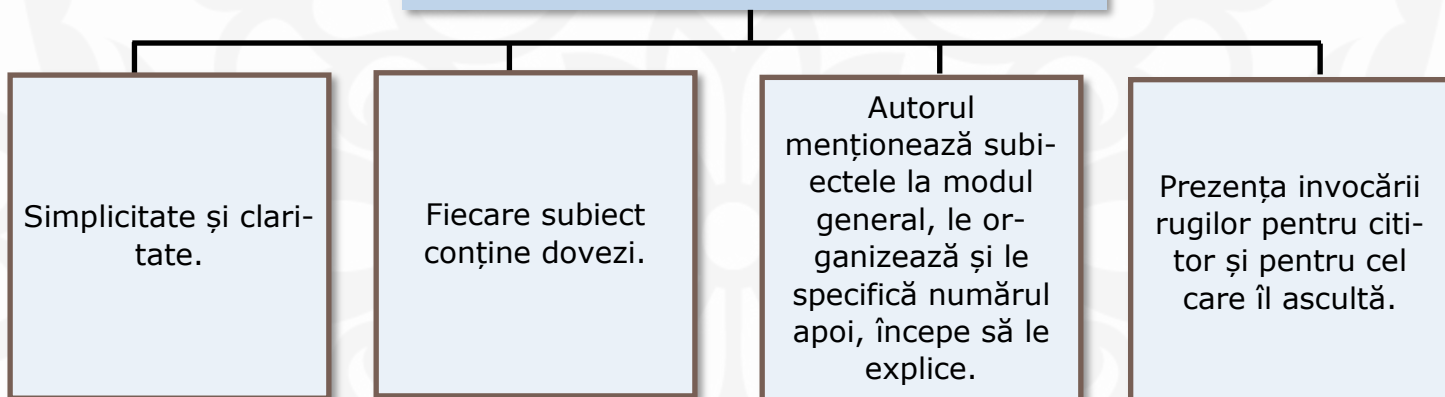 Simplicitate și clari-
tate.
Fiecare subiect
conține dovezi.
Autorul
menționează subi-
ectele la modul
general, le or-
ganizează și le
specifică numărul
apoi, începe să le
explice.
Prezența invocării
rugilor pentru citi-
tor și pentru cel
care îl ascultă.